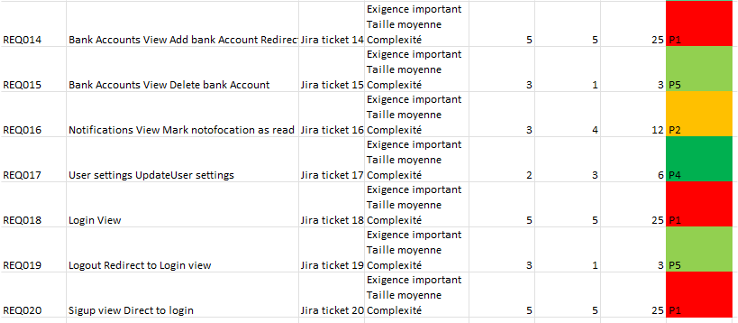 Exigence important
Taille moyenne
REQ014 Bank Accounts View Add bank Account Redirec Jira ticket 14 Complexité 5 5 25 P1
Exigence important
Taille moyenne
REQ015 Bank Accounts View Delete bank Account Jira ticket 15 Complexité 3 1 3 P5
Exigence important
Taille moyenne
REQ016 Notifications View Mark notofocation as read Jira ticket 16 Complexité 3 4 12 P2
Exigence important
Taille moyenne
REQ017 User settings UpdateUser settings Jira ticket 17 Complexité 2 3 6 P4
Exigence important
Taille moyenne
REQ018 Login View Jira ticket 18 Complexité 5 5 25 P1
Exigence important
Taille moyenne
REQ019 Logout Redirect to Login view Jira ticket 19 Complexité 3 1 3 P5
Exigence important
Taille moyenne
REQ020 Sigup view Direct to login Jira ticket 20 Complexité 5 5 25 P1